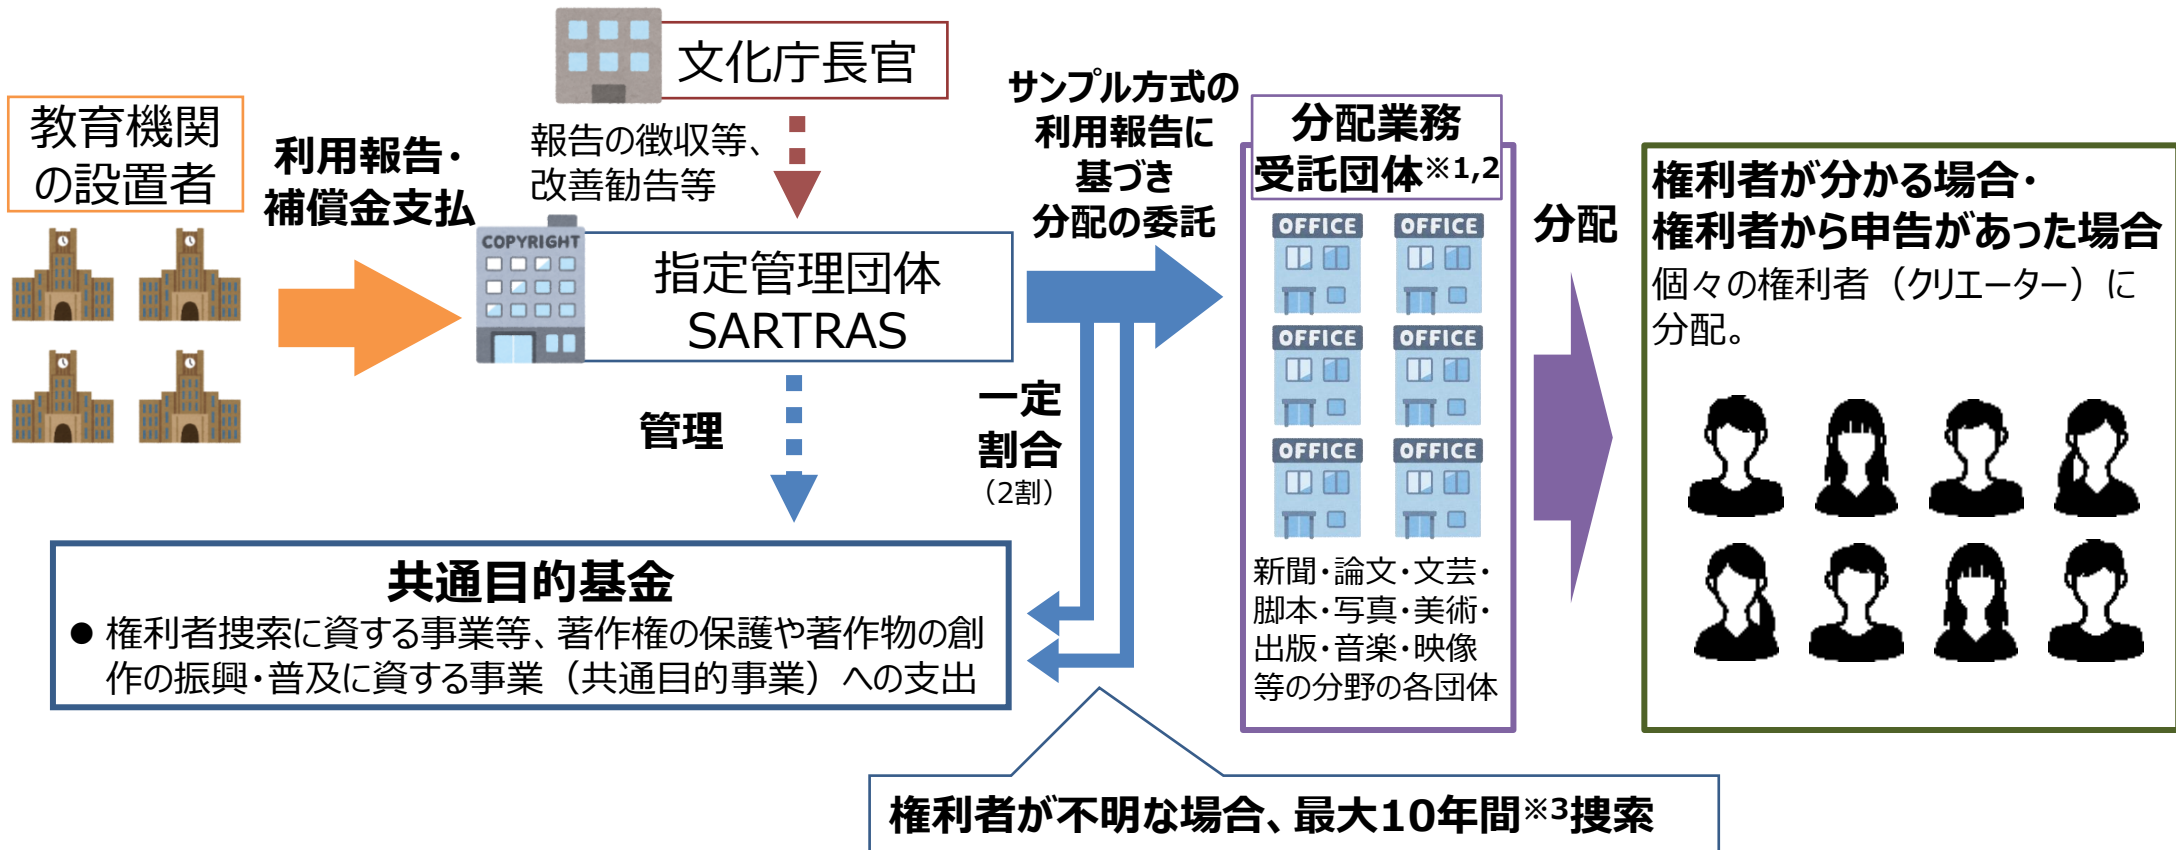 文化庁長官
教育機関
の設置者
利用報告・
補償金支払
報告の徴収等、
改善勧告等
COPYRIGHT
指定管理団体
SARTRAS
サンプル方式の
利用報告に
基づき
分配の委託
分配業務
受託団体※1,2
OFFICE OFFICE
OFFICE OFFICE
OFFICE OFFICE
新聞・論文・文芸・
脚本・写真・美術・
出版・音楽・映像
等の分野の各団体
分配
権利者が分かる場合・
権利者から申告があった場合
個々の権利者（クリエーター）に
分配。
管理
一定
割合
（2割）
共通目的基金
● 権利者捜索に資する事業等、著作権の保護や著作物の創
作の振興・普及に資する事業（共通目的事業）への支出
権利者が不明な場合、最大10年間※3捜索